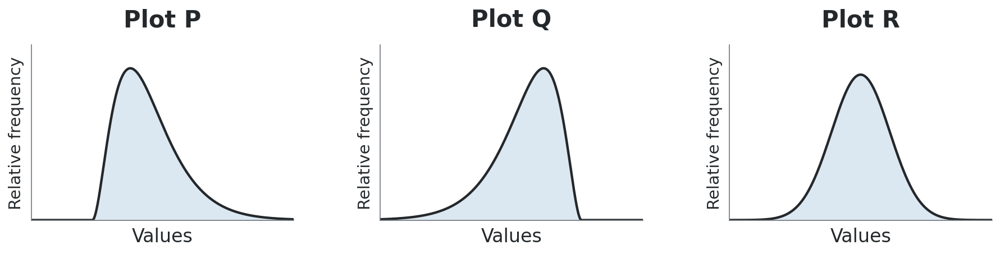 Plot P
Relative frequency
Values
Plot Q
Relative frequency
Values
Plot R
Relative frequency
Values